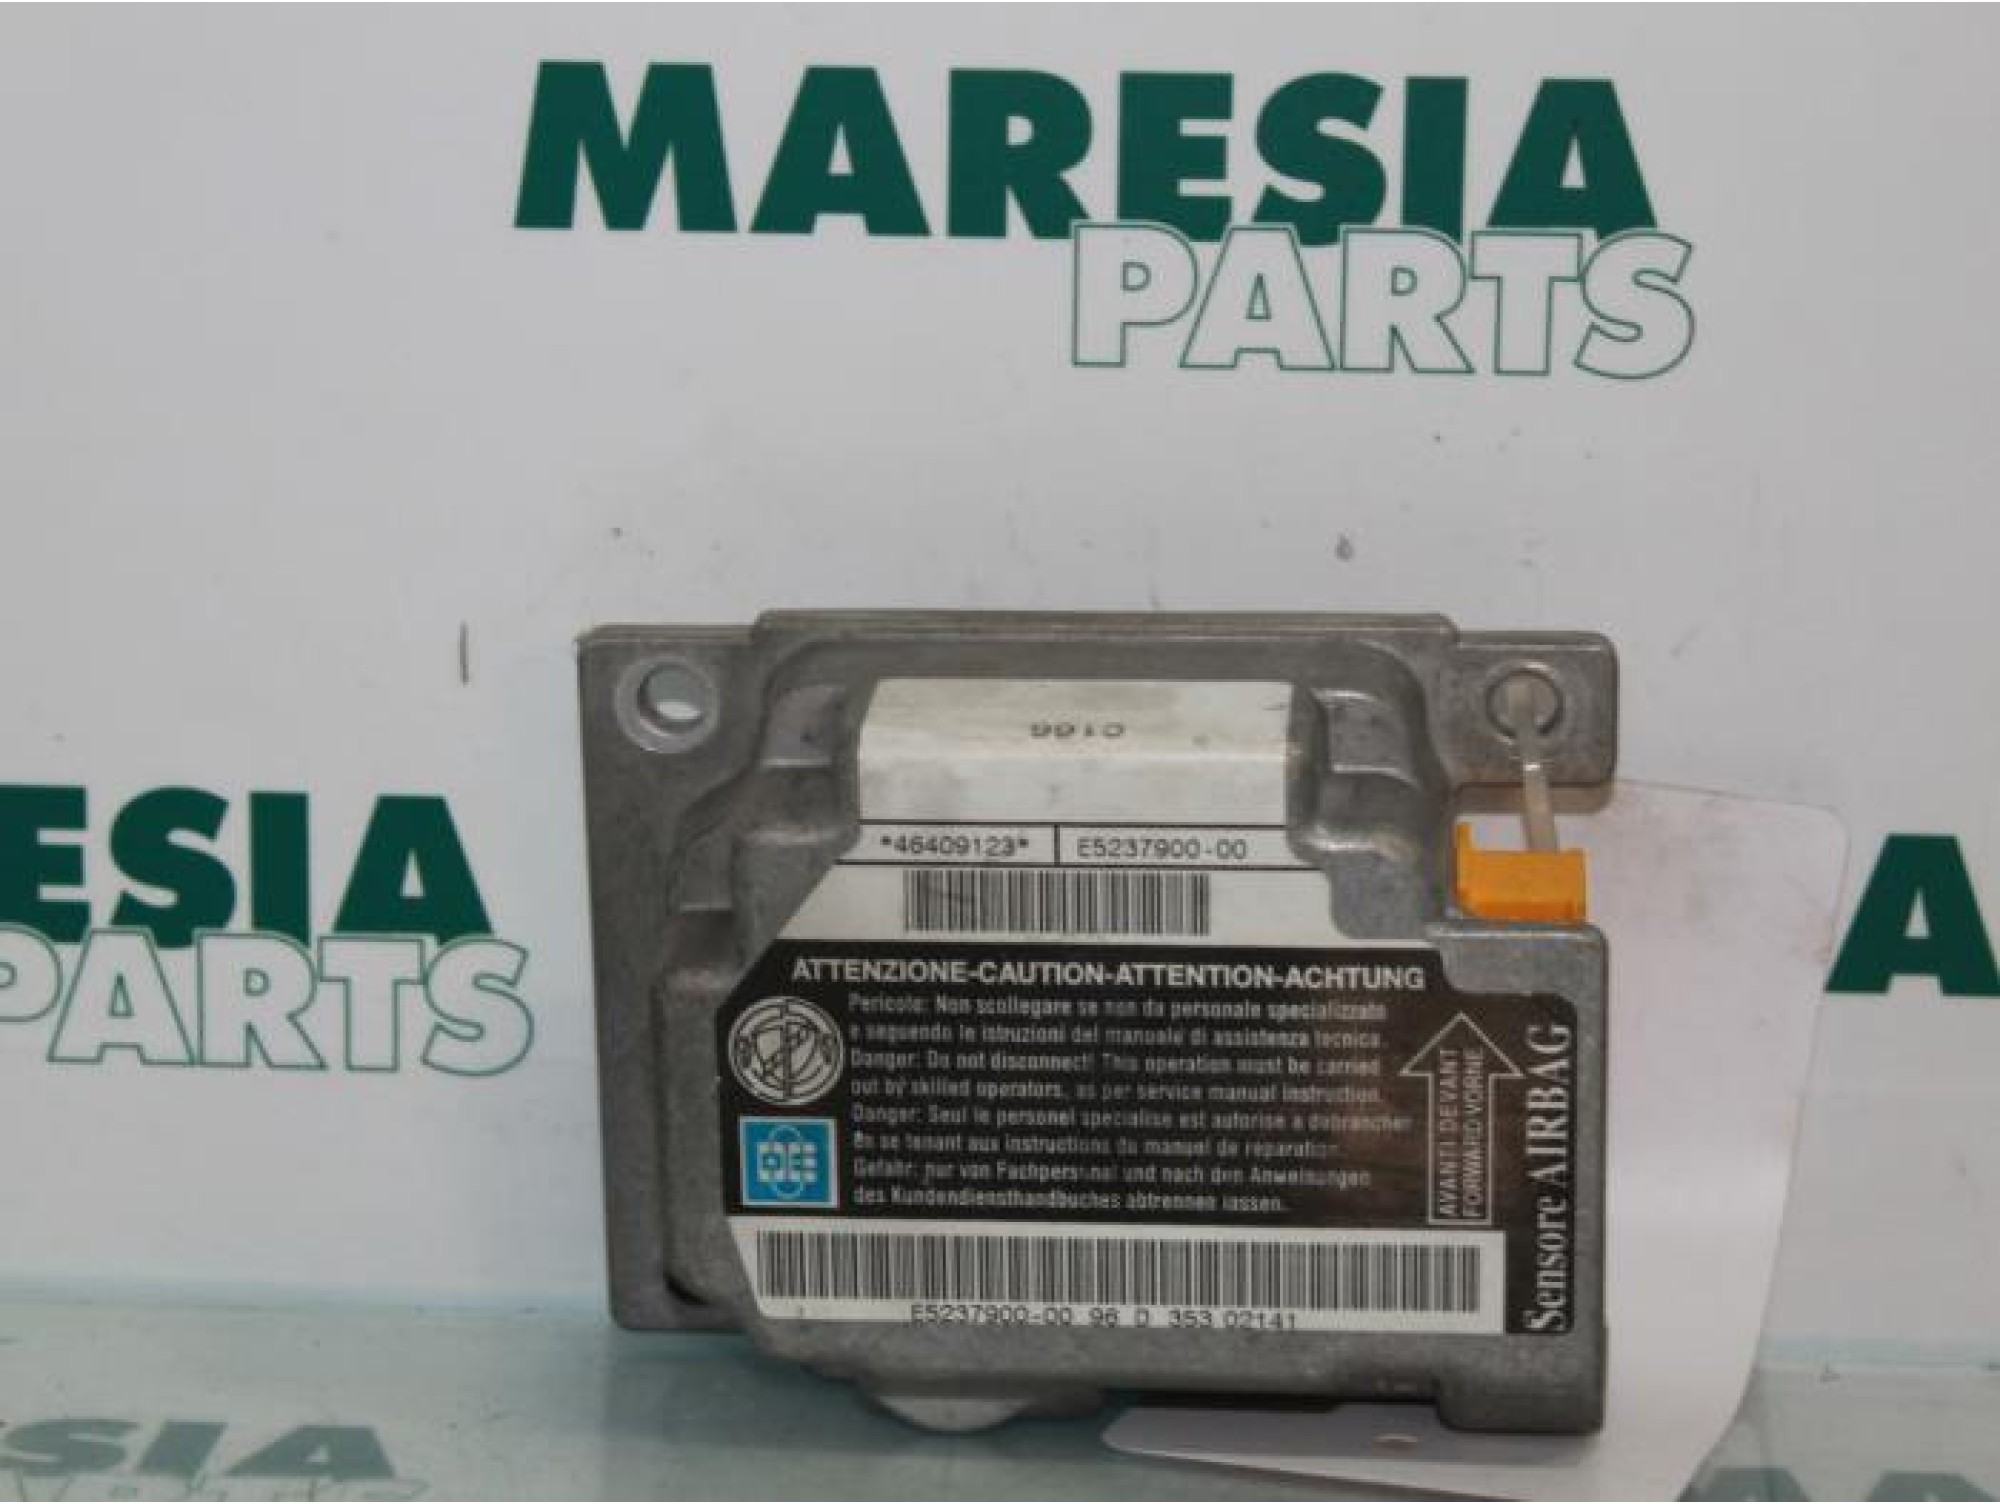 MARESIA
PARTS
ESIA
PARTS
A
0166
*46409123* E5237900-00
ATTENZIONE-CAUTION-ATTENTION-ACHTUNG
Pericolo: Non scollegare se non da personale specializzato
e seguendo le istruzioni del manuale di assistenza tecnica.
Danger: Do not disconnect! This operation must be carried
out by skilled operators, as per service manual instruction.
Danger: Seul le personel specialise est autorise a debrancher
en se tenant aux instructions du manuel de reparation.
Gefahr: nur von Fachpersonal und nach den Anweisungen
des Kundendiensthandbuches abtrennen lassen.
AVANTI-DEVANT
FORWARD-VORNE
Sensore AIRBAG
E5237900-00 96 D 353 02141
SIA